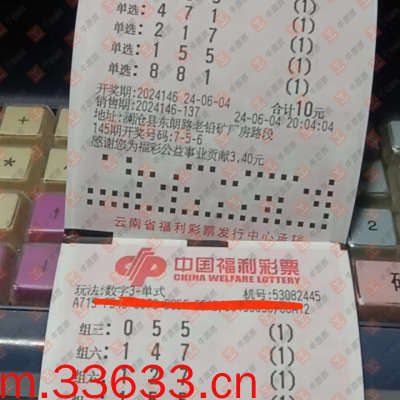 单选: 4 7 1 (1)
单选: 2 1 7 (1)
单选: 1 5 5 (1)
单选: 8 8 1 (1)
开奖期:2024146 24-06-04 合计10元
销售期:2024146-137 24-06-04 20:04:04
地址:澜沧县东朗路老铅矿厂房路段
145期开奖号码:7-5-6
感谢您为福彩公益事业贡献3.40元
云南省福利彩票发行中心承销
中国福利彩票
CHINA WELFARE LOTTERY
玩法:数字3-单式 机号:53082445
组三: 0 5 5 (1)
组六: 1 4 7 (1)
(1)
m.33633.cn